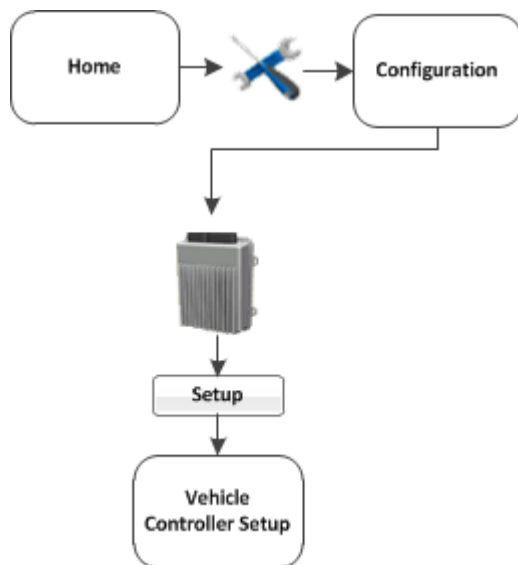 Home
Configuration
Setup
Vehicle
Controller Setup